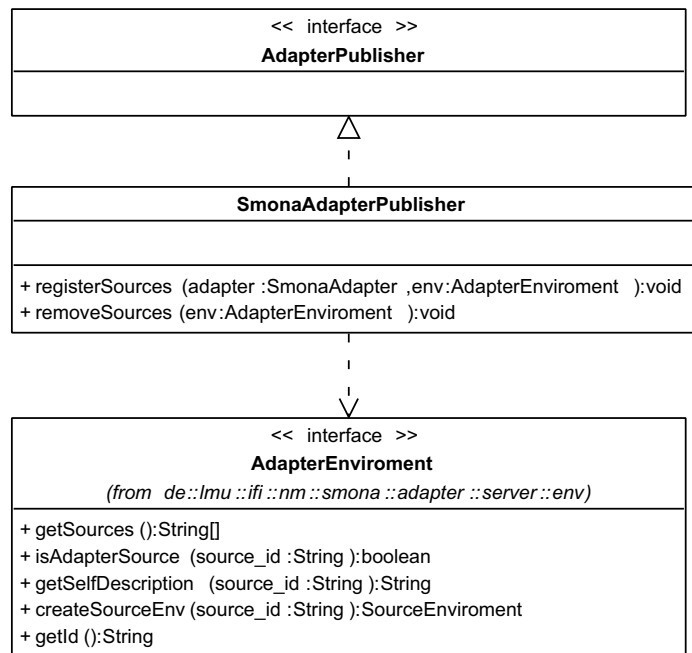 << interface >>
AdapterPublisher
SmonaAdapterPublisher
+ registerSources (adapter :SmonaAdapter ,env:AdapterEnviroment ):void
+ removeSources (env:AdapterEnviroment ):void
<< interface >>
AdapterEnviroment
(from de::lmu ::ifi ::nm ::smona ::adapter ::server ::env)
+ getSources ():String[]
+ isAdapterSource (source_id :String ):boolean
+ getSelfDescription (source_id :String ):String
+ createSourceEnv (source_id :String ):SourceEnviroment
+ getId ():String